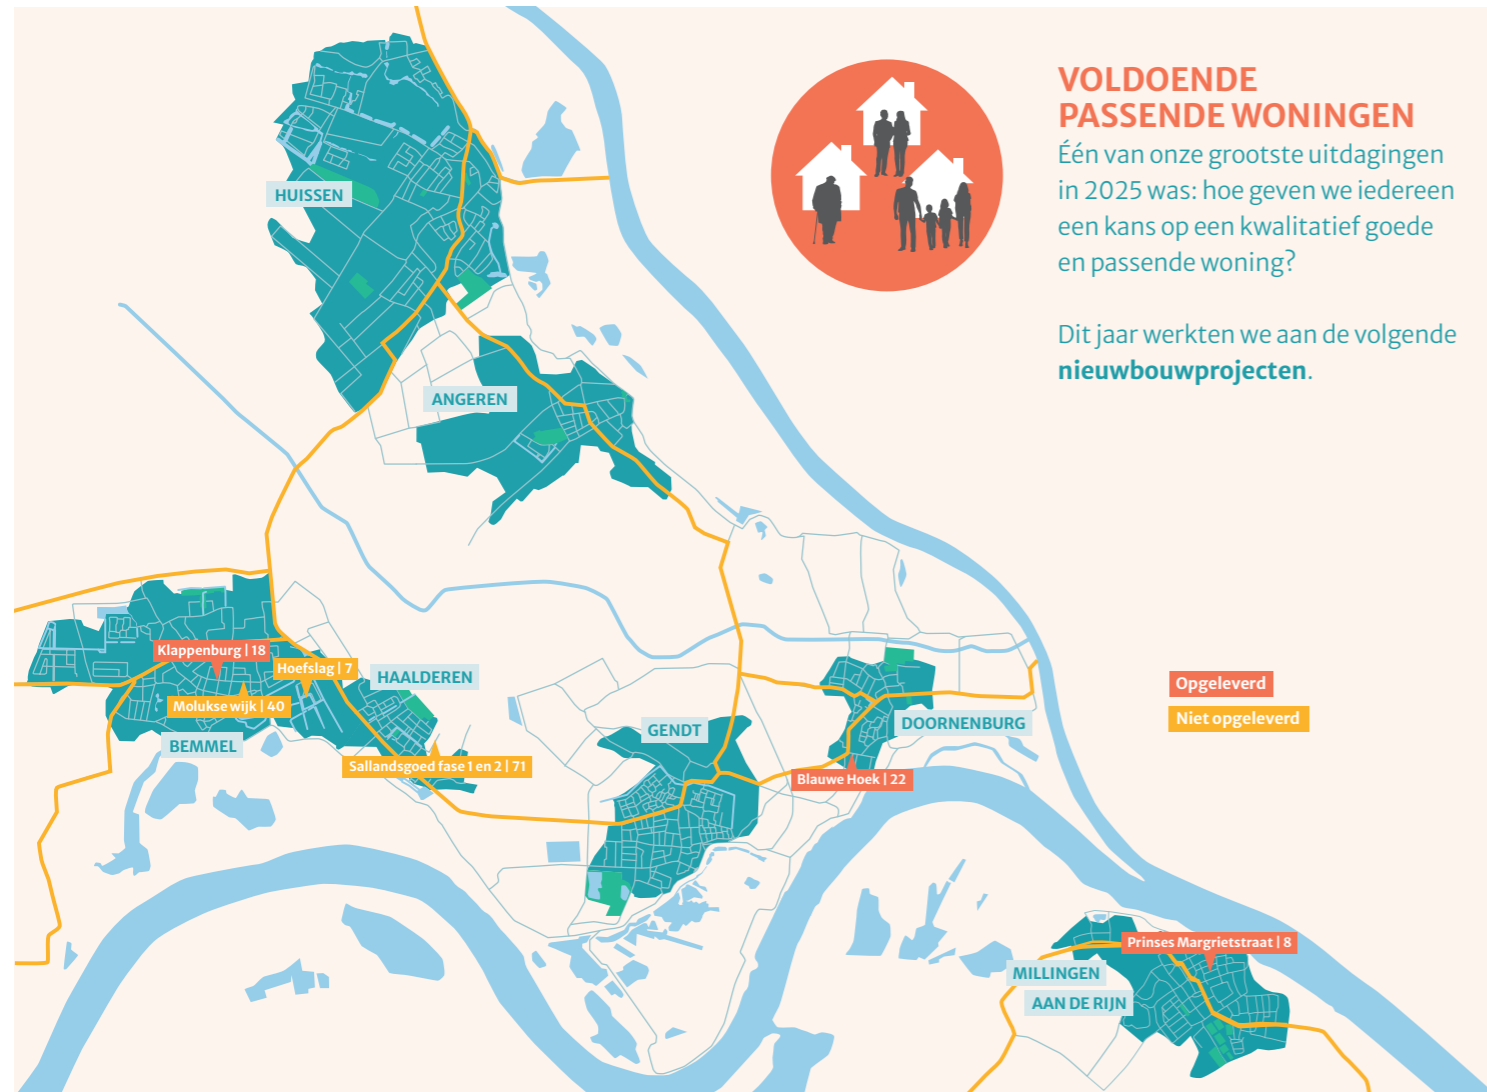 VOLDOENDE
PASSENDE WONINGEN
Één van onze grootste uitdagingen
in 2025 was: hoe geven we iedereen
een kans op een kwalitatief goede
en passende woning?
Dit jaar werkten we aan de volgende
nieuwbouwprojecten.
HUISSEN
ANGEREN
Klappenburg | 18
Hoefslag | 7
HAALDEREN
Molukse wijk | 40
BEMMEL
Sallandsgoed fase 1 en 2 | 71
GENDT
DOORNENBURG
Blauwe Hoek | 22
Opgeleverd
Niet opgeleverd
Prinses Margrietstraat | 8
MILLINGEN
AAN DE RIJN